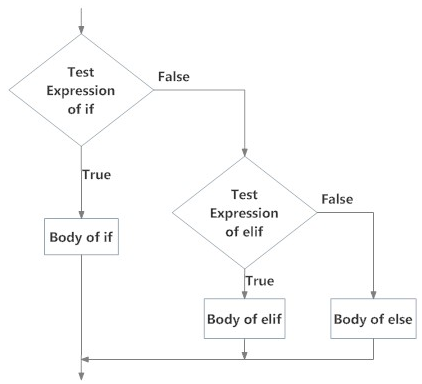 Test
Expression
of if
False
True
Body of if
Test
Expression
of elif
False
True
Body of elif
Body of else